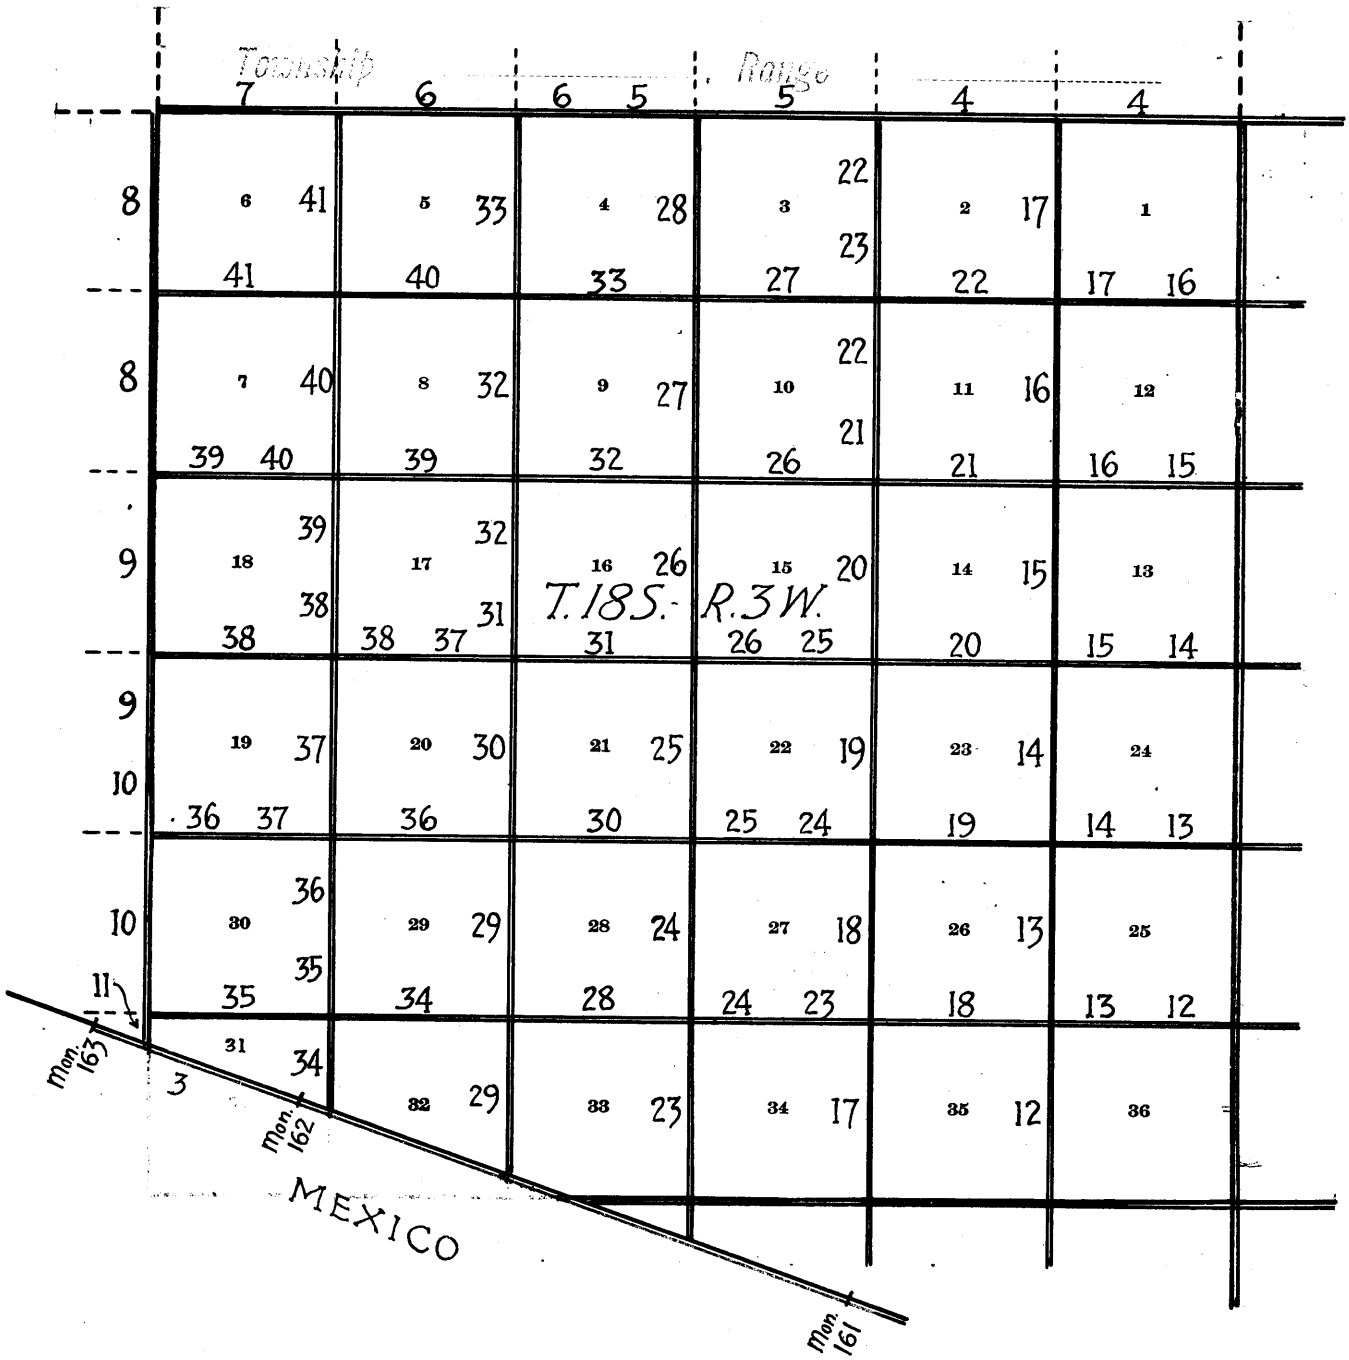 Township , Range
7 6 6 5 5 4 4
22
8 6 41 5 33 4 28 3 2 17 1
23
41 40 33 27 22 17 16
22
8 7 40 8 32 9 27 10 11 16 12
21
39 40 39 32 26 21 16 15
39 32
9 18 17 16 26 15 20 14 15 13
38 31 T.18S.- R.3W.
38 38 37 31 26 25 20 15 14
9
19 37 20 30 21 25 22 19 23 14 24
10
36 37 36 30 25 24 19 14 13
36
10 30 29 29 28 24 27 18 26 13 25
35
11 35 34 28 24 23 18 13 12
31 34
Mon. 163 3 32 29 33 23 34 17 35 12 36
Mon. 162
MEXICO
Mon. 161